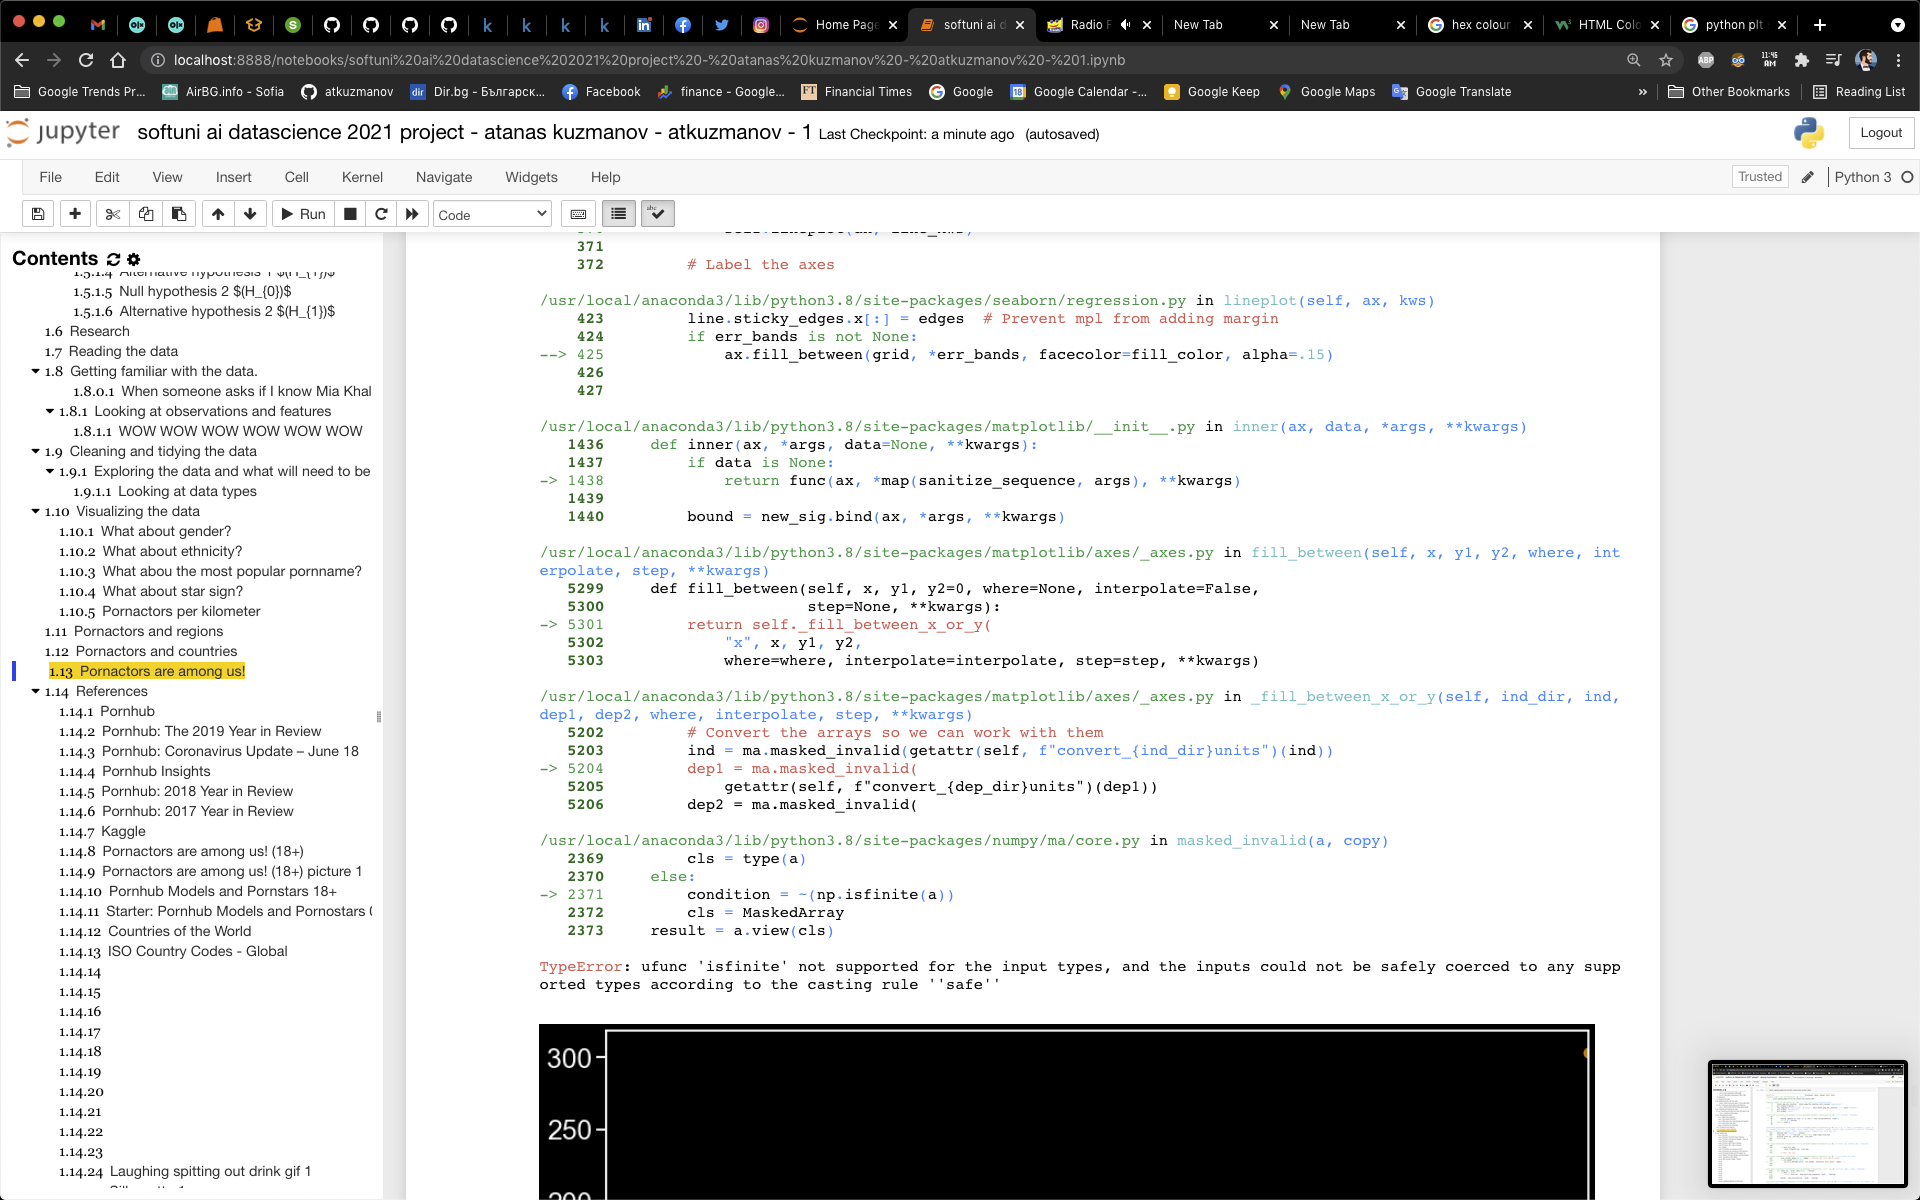 Home Page
softuni ai d
Radio F
New Tab
New Tab
hex colour
HTML Colo
python plt
localhost:8888/notebooks/softuni%20ai%20datascience%202021%20project%20-%20atanas%20kuzmanov%20-%20atkuzmanov%20-%201.ipynb
11:46 AM
ABP
Google Trends Pr...
AirBG.info - Sofia
atkuzmanov
dir Dir.bg - Българск...
Facebook
finance - Google...
FT Financial Times
Google
18 Google Calendar -...
Google Keep
Google Maps
Google Translate
»
Other Bookmarks
Reading List
jupyter softuni ai datascience 2021 project - atanas kuzmanov - atkuzmanov - 1 Last Checkpoint: a minute ago (autosaved)
Logout
File Edit View Insert Cell Kernel Navigate Widgets Help
Trusted Python 3
Run Code abc
Contents
1.5.1.4 Alternative hypothesis 1 $(H_{1})$
1.5.1.5 Null hypothesis 2 $(H_{0})$
1.5.1.6 Alternative hypothesis 2 $(H_{1})$
1.6 Research
1.7 Reading the data
1.8 Getting familiar with the data.
1.8.0.1 When someone asks if I know Mia Khal
1.8.1 Looking at observations and features
1.8.1.1 WOW WOW WOW WOW WOW WOW
1.9 Cleaning and tidying the data
1.9.1 Exploring the data and what will need to be
1.9.1.1 Looking at data types
1.10 Visualizing the data
1.10.1 What about gender?
1.10.2 What about ethnicity?
1.10.3 What abou the most popular pornname?
1.10.4 What about star sign?
1.10.5 Pornactors per kilometer
1.11 Pornactors and regions
1.12 Pornactors and countries
1.13 Pornactors are among us!
1.14 References
1.14.1 Pornhub
1.14.2 Pornhub: The 2019 Year in Review
1.14.3 Pornhub: Coronavirus Update – June 18
1.14.4 Pornhub Insights
1.14.5 Pornhub: 2018 Year in Review
1.14.6 Pornhub: 2017 Year in Review
1.14.7 Kaggle
1.14.8 Pornactors are among us! (18+)
1.14.9 Pornactors are among us! (18+) picture 1
1.14.10 Pornhub Models and Pornstars 18+
1.14.11 Starter: Pornhub Models and Pornostars (
1.14.12 Countries of the World
1.14.13 ISO Country Codes - Global
1.14.14
1.14.15
1.14.16
1.14.17
1.14.18
1.14.19
1.14.20
1.14.21
1.14.22
1.14.23
1.14.24 Laughing spitting out drink gif 1
371
372 # Label the axes
/usr/local/anaconda3/lib/python3.8/site-packages/seaborn/regression.py in lineplot(self, ax, kws)
423 line.sticky_edges.x[:] = edges # Prevent mpl from adding margin
424 if err_bands is not None:
--> 425 ax.fill_between(grid, *err_bands, facecolor=fill_color, alpha=.15)
426
427
/usr/local/anaconda3/lib/python3.8/site-packages/matplotlib/__init__.py in inner(ax, data, *args, **kwargs)
1436 def inner(ax, *args, data=None, **kwargs):
1437 if data is None:
-> 1438 return func(ax, *map(sanitize_sequence, args), **kwargs)
1439
1440 bound = new_sig.bind(ax, *args, **kwargs)
/usr/local/anaconda3/lib/python3.8/site-packages/matplotlib/axes/_axes.py in fill_between(self, x, y1, y2, where, int
erpolate, step, **kwargs)
5299 def fill_between(self, x, y1, y2=0, where=None, interpolate=False,
5300 step=None, **kwargs):
-> 5301 return self._fill_between_x_or_y(
5302 "x", x, y1, y2,
5303 where=where, interpolate=interpolate, step=step, **kwargs)
/usr/local/anaconda3/lib/python3.8/site-packages/matplotlib/axes/_axes.py in _fill_between_x_or_y(self, ind_dir, ind,
dep1, dep2, where, interpolate, step, **kwargs)
5202 # Convert the arrays so we can work with them
5203 ind = ma.masked_invalid(getattr(self, f"convert_{ind_dir}units")(ind))
-> 5204 dep1 = ma.masked_invalid(
5205 getattr(self, f"convert_{dep_dir}units")(dep1))
5206 dep2 = ma.masked_invalid(
/usr/local/anaconda3/lib/python3.8/site-packages/numpy/ma/core.py in masked_invalid(a, copy)
2369 cls = type(a)
2370 else:
-> 2371 condition = ~(np.isfinite(a))
2372 cls = MaskedArray
2373 result = a.view(cls)
TypeError: ufunc 'isfinite' not supported for the input types, and the inputs could not be safely coerced to any supp
orted types according to the casting rule ''safe''
300
250
200